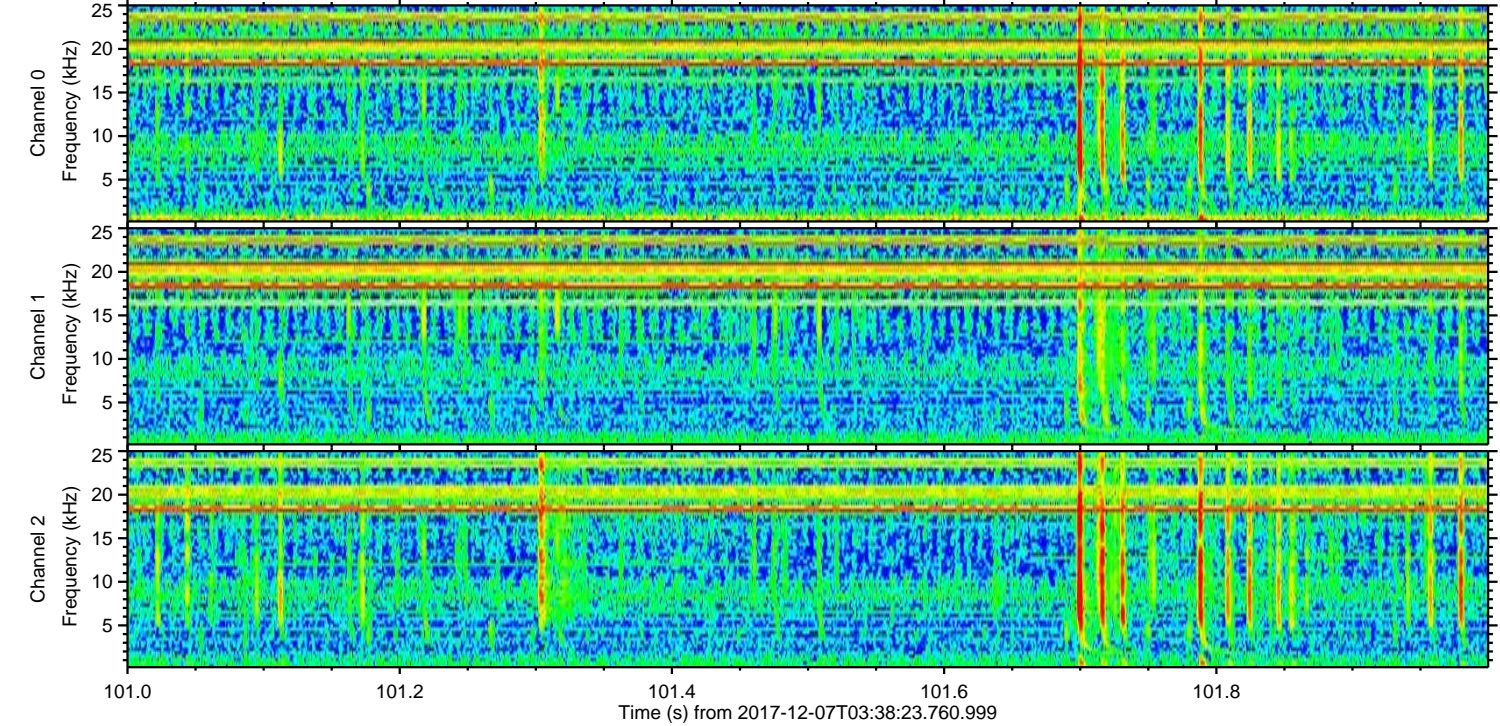 25
20
15
10
5
Channel 0
Frequency (kHz)
25
20
15
10
5
Channel 1
Frequency (kHz)
25
20
15
10
5
Channel 2
Frequency (kHz)
101.0 101.2 101.4 101.6 101.8
Time (s) from 2017-12-07T03:38:23.760.999